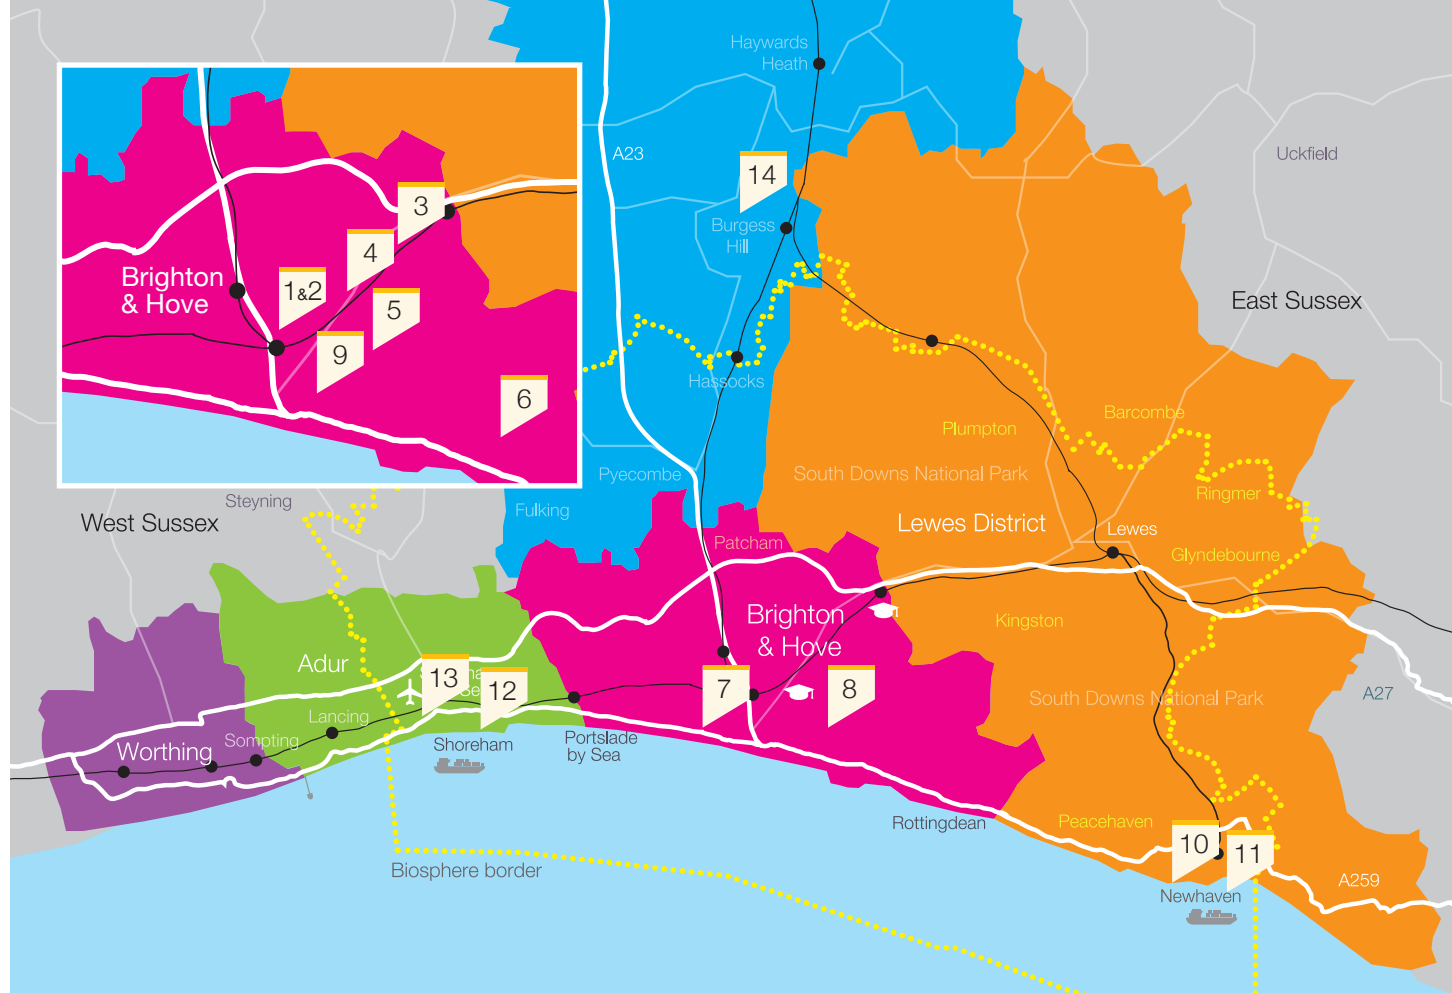 Haywards
Heath
A23
Uckfield
14
3
Burgess
Hill
4
Brighton
& Hove
1&2
5
9
6
East Sussex
Hassocks
Barcombe
Plumpton
Pyecombe
South Downs National Park
Ringmer
Steyning
Fulking
West Sussex
Lewes District
Lewes
Patcham
Glyndebourne
Brighton
& Hove
Kingston
Adur
13
12
7
8
South Downs National Park
A27
Lancing
Sompting
Worthing
Shoreham
Portslade
by Sea
Rottingdean
Peacehaven
10
11
Biosphere border
A259
Newhaven